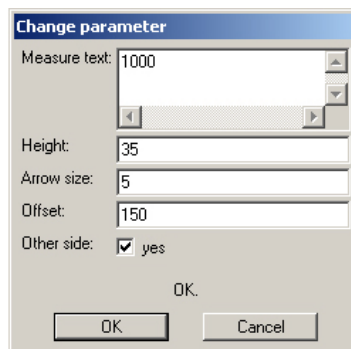 Change parameter
Measure text: 1000
Height: 35
Arrow size: 5
Offset: 150
Other side: yes
OK.
OK Cancel